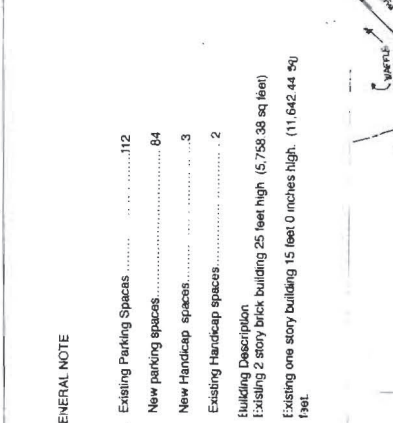 ENERAL NOTE
Existing Parking Spaces ......... .. . .. . ........112
New parking spaces.......................................84
New Handicap spaces..... ... ................ ...3
Existing Handicap spaces.......................... . 2
Building Description
Existing 2 story brick building 25 feet high (5,758.38 sq feet)
Existing one story building 15 feet 0 inches high. (11,642.44 sq
feet.
WAFFLE